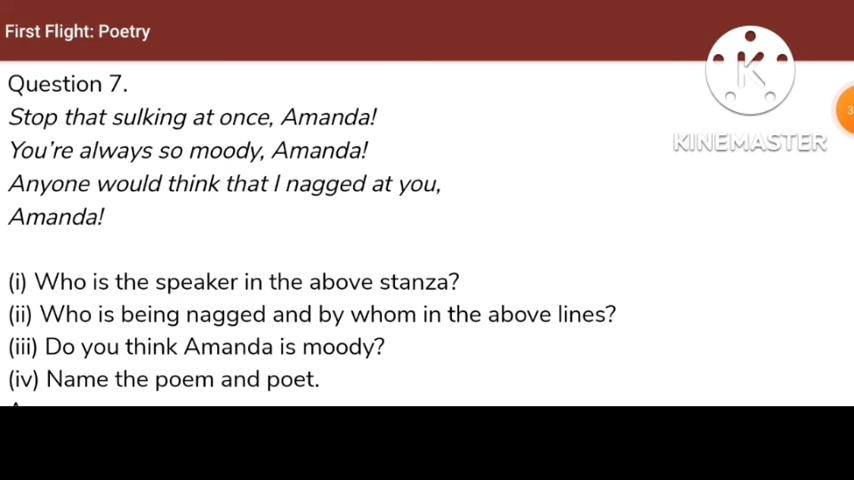 First Flight: Poetry
KINEMASTER
3
Question 7.
Stop that sulking at once, Amanda!
You're always so moody, Amanda!
Anyone would think that I nagged at you,
Amanda!
(i) Who is the speaker in the above stanza?
(ii) Who is being nagged and by whom in the above lines?
(iii) Do you think Amanda is moody?
(iv) Name the poem and poet.